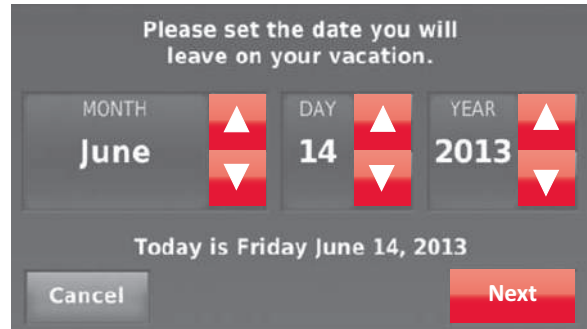 Please set the date you will
leave on your vacation.
MONTH DAY YEAR
June 14 2013
Today is Friday June 14, 2013
Cancel Next